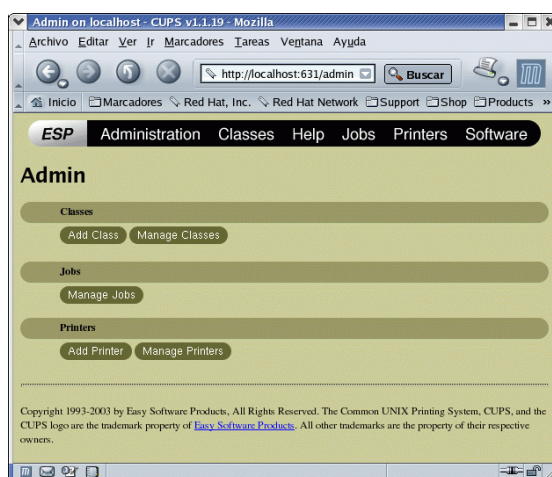 Admin on localhost - CUPS v1.1.19 - Mozilla
Archivo Editar Ver Ir Marcadores Tareas Ventana Ayuda
http://localhost:631/admin Buscar
Inicio Marcadores Red Hat, Inc. Red Hat Network Support Shop Products »
ESP Administration Classes Help Jobs Printers Software
Admin
Classes
Add Class Manage Classes
Jobs
Manage Jobs
Printers
Add Printer Manage Printers
Copyright 1993-2003 by Easy Software Products, All Rights Reserved. The Common UNIX Printing System, CUPS, and the
CUPS logo are the trademark property of Easy Software Products. All other trademarks are the property of their respective
owners.